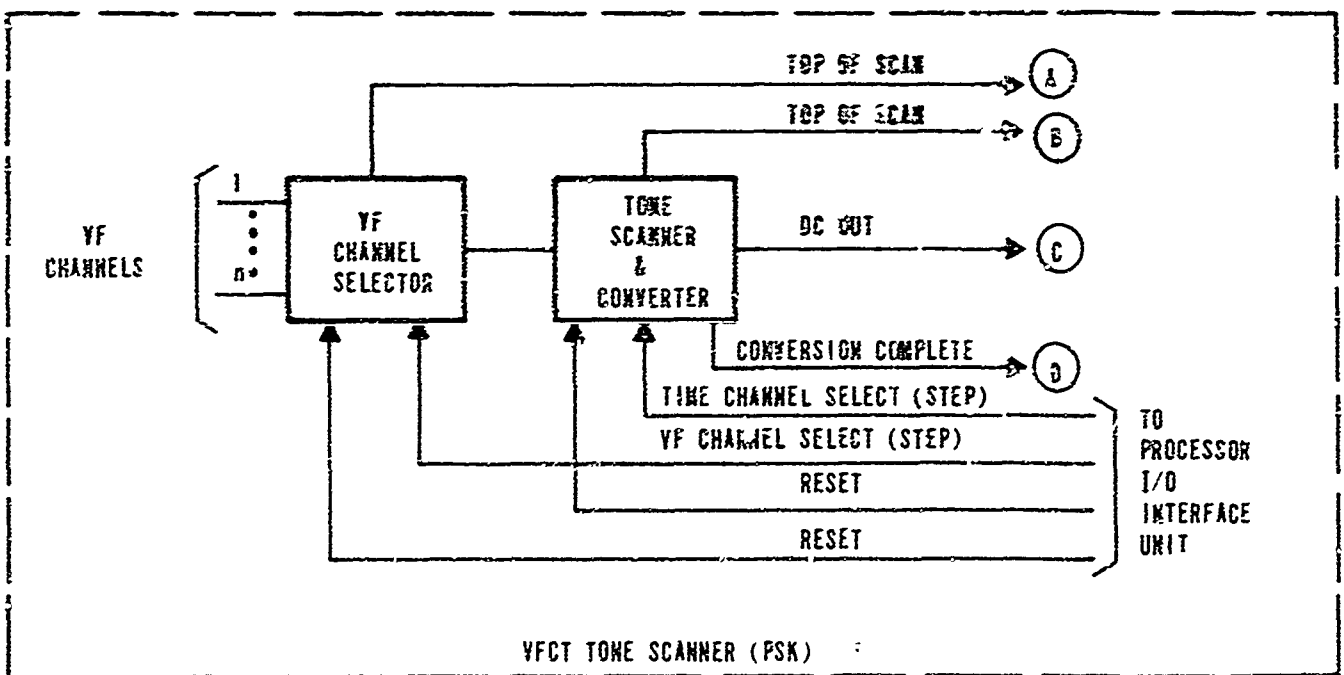 TOP OF SCAN
A
TOP OF SCAN
B
VF
CHANNELS
1
n*
VF
CHANNEL
SELECTOR
TONE
SCANNER
&
CONVERTER
DC OUT
C
CONVERSION COMPLETE
D
TIME CHANNEL SELECT (STEP)
VF CHANNEL SELECT (STEP)
RESET
RESET
TO
PROCESSOR
I/O
INTERFACE
UNIT
VFCT TONE SCANNER (PSK)